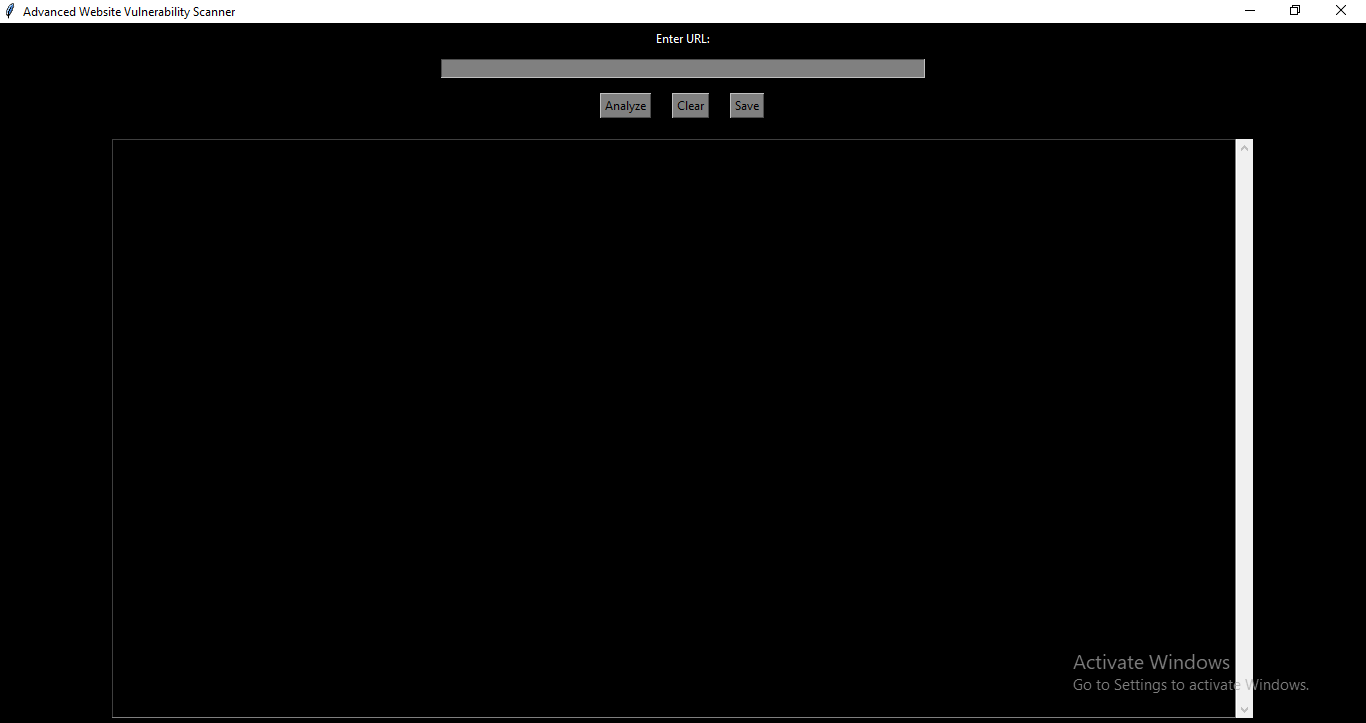 Advanced Website Vulnerability Scanner
Enter URL:
Analyze Clear Save
Activate Windows
Go to Settings to activate Windows.